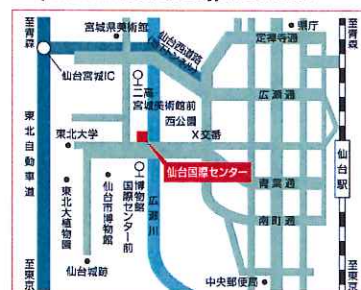 至青森
宮城県美術館
県庁
至青森
仙台西道路
定禅寺通
仙台宮城IC
二高
宮城美術館前
広瀬通
西公園
東北大学
X交番
仙台駅
東北自動車道
仙台国際センター
博物館
国際センター前
青葉通
東北大植物園
仙台市博物館
広瀬川
南町通
仙台城跡
中央郵便局
至東京
至東京